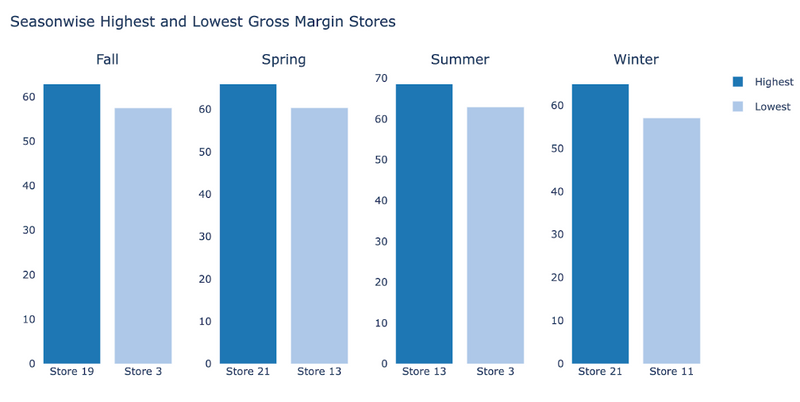 Seasonwise Highest and Lowest Gross Margin Stores
Fall
Spring
Summer
Winter
Highest
Lowest
60
50
40
30
20
10
0
Store 19
Store 3
60
50
40
30
20
10
0
Store 21
Store 13
70
60
50
40
30
20
10
0
Store 13
Store 3
60
50
40
30
20
10
0
Store 21
Store 11